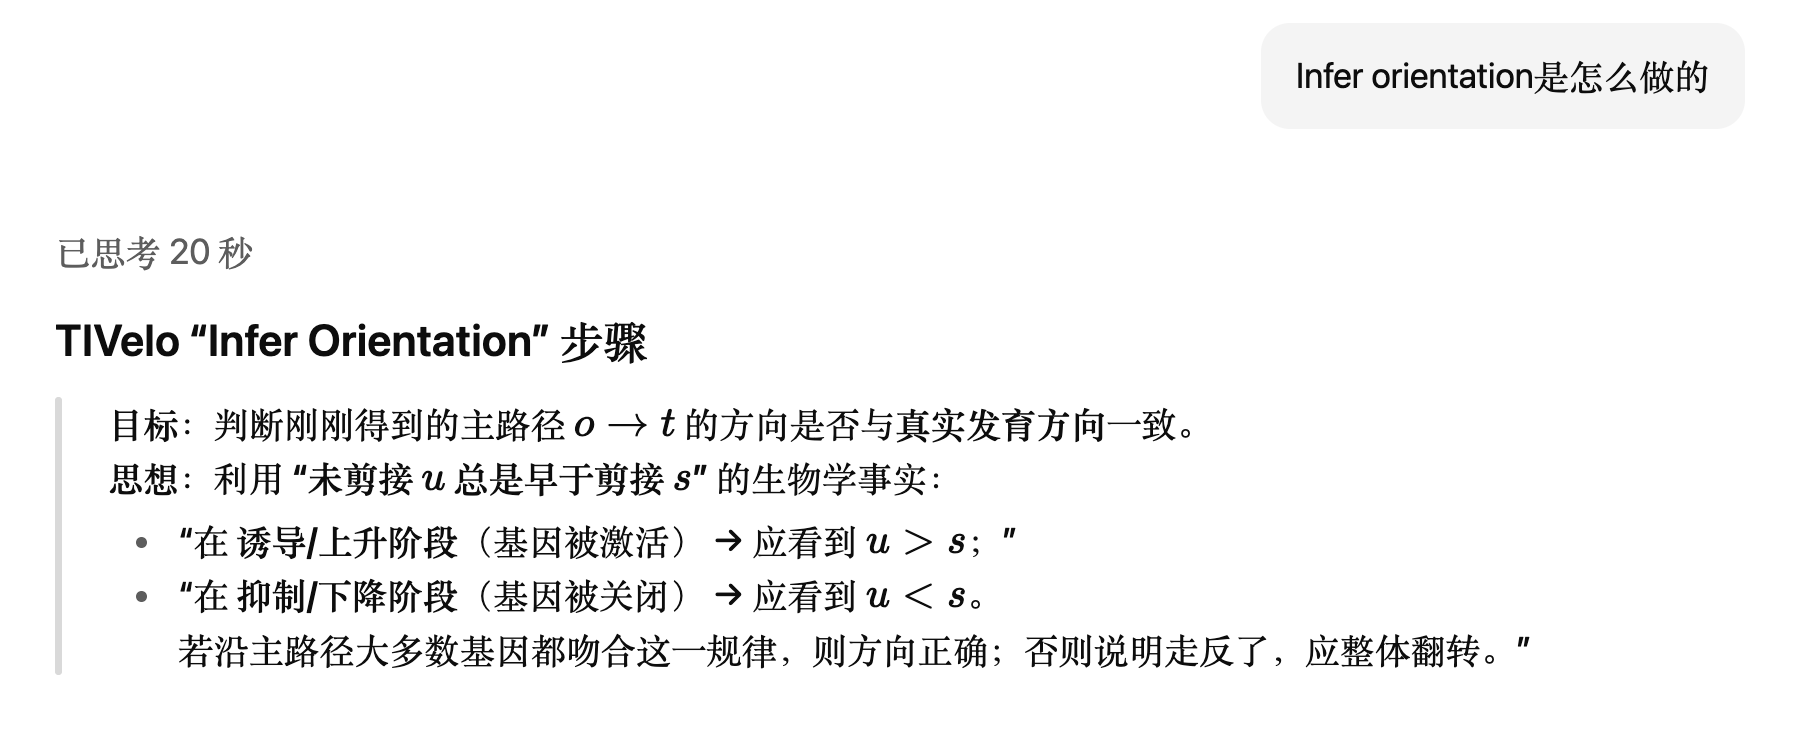 Infer orientation是怎么做的
已思考 20 秒
TIVelo “Infer Orientation” 步骤
目标：判断刚刚得到的主路径 o → t 的方向是否与真实发育方向一致。
思想：利用 “未剪接 u 总是早于剪接 s” 的生物学事实：
• “在 诱导/上升阶段（基因被激活） → 应看到 u > s；”
• “在 抑制/下降阶段（基因被关闭） → 应看到 u < s。
若沿主路径大多数基因都吻合这一规律，则方向正确；否则说明走反了，应整体翻转。”